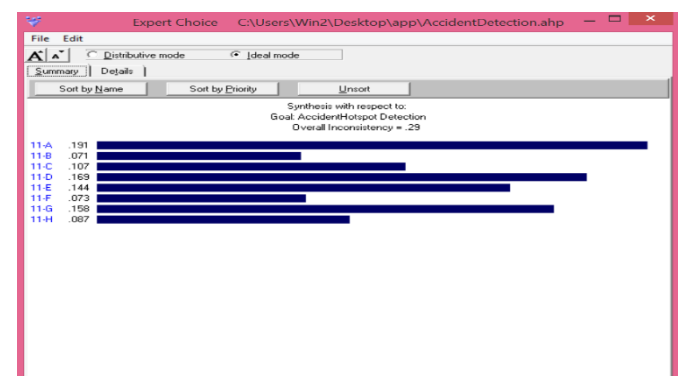 Expert Choice C:\Users\Win2\Desktop\app\AccidentDetection.ahp
File Edit
A A Distributive mode Ideal mode
Summary Details
Sort by Name Sort by Priority Unsort
Synthesis with respect to:
Goal: AccidentHotspot Detection
Overall Inconsistency = .29
11-A .191
11-B .071
11-C .107
11-D .169
11-E .144
11-F .073
11-G .158
11-H .087